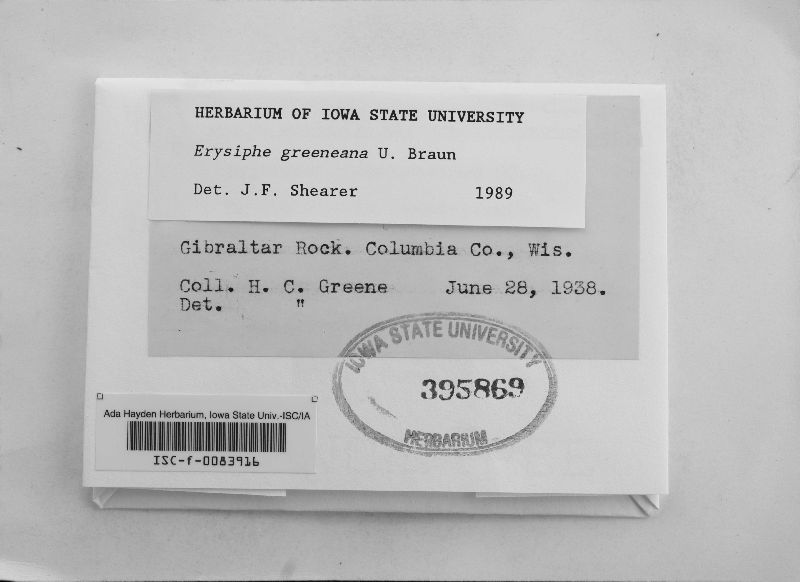 HERBARIUM OF IOWA STATE UNIVERSITY
Erysiphe greeneana U. Braun
Det. J.F. Shearer 1989
Gibraltar Rock. Columbia Co., Wis.
Coll. H. C. Greene June 28, 1938.
Det. "
IOWA STATE UNIVERSITY
395869
HERBARIUM
Ada Hayden Herbarium, Iowa State Univ.-ISC/IA
ISC-f-0083916